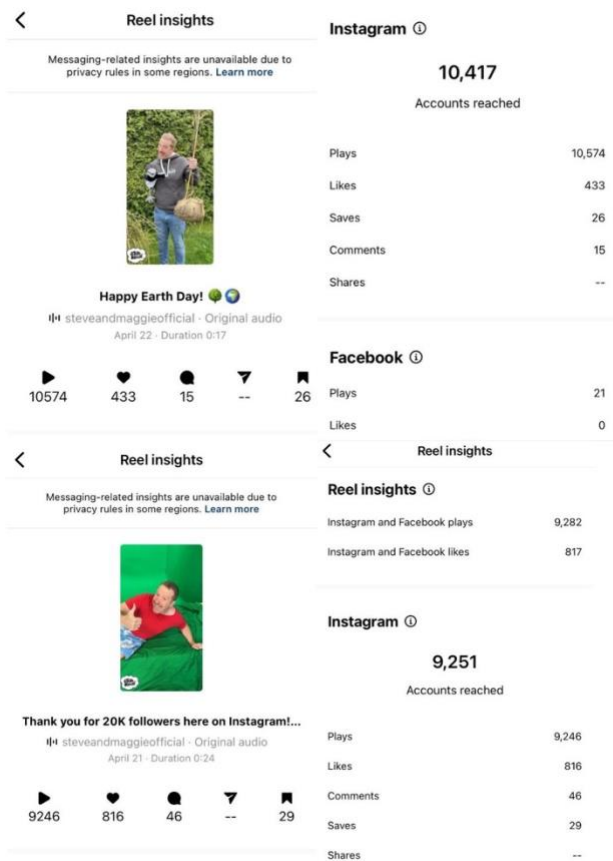 Reel insights
Messaging-related insights are unavailable due to
privacy rules in some regions. Learn more
Happy Earth Day! 🌳🌍
steveandmaggieofficial · Original audio
April 22 · Duration 0:17
10574 433 15 -- 26
Instagram
10,417
Accounts reached
Plays 10,574
Likes 433
Saves 26
Comments 15
Shares --
Facebook
Plays 21
Likes 0
Reel insights
Messaging-related insights are unavailable due to
privacy rules in some regions. Learn more
Thank you for 20K followers here on Instagram!...
steveandmaggieofficial · Original audio
April 21 · Duration 0:24
9246 816 46 -- 29
Reel insights
Reel insights
Instagram and Facebook plays 9,282
Instagram and Facebook likes 817
Instagram
9,251
Accounts reached
Plays 9,246
Likes 816
Comments 46
Saves 29
Shares --